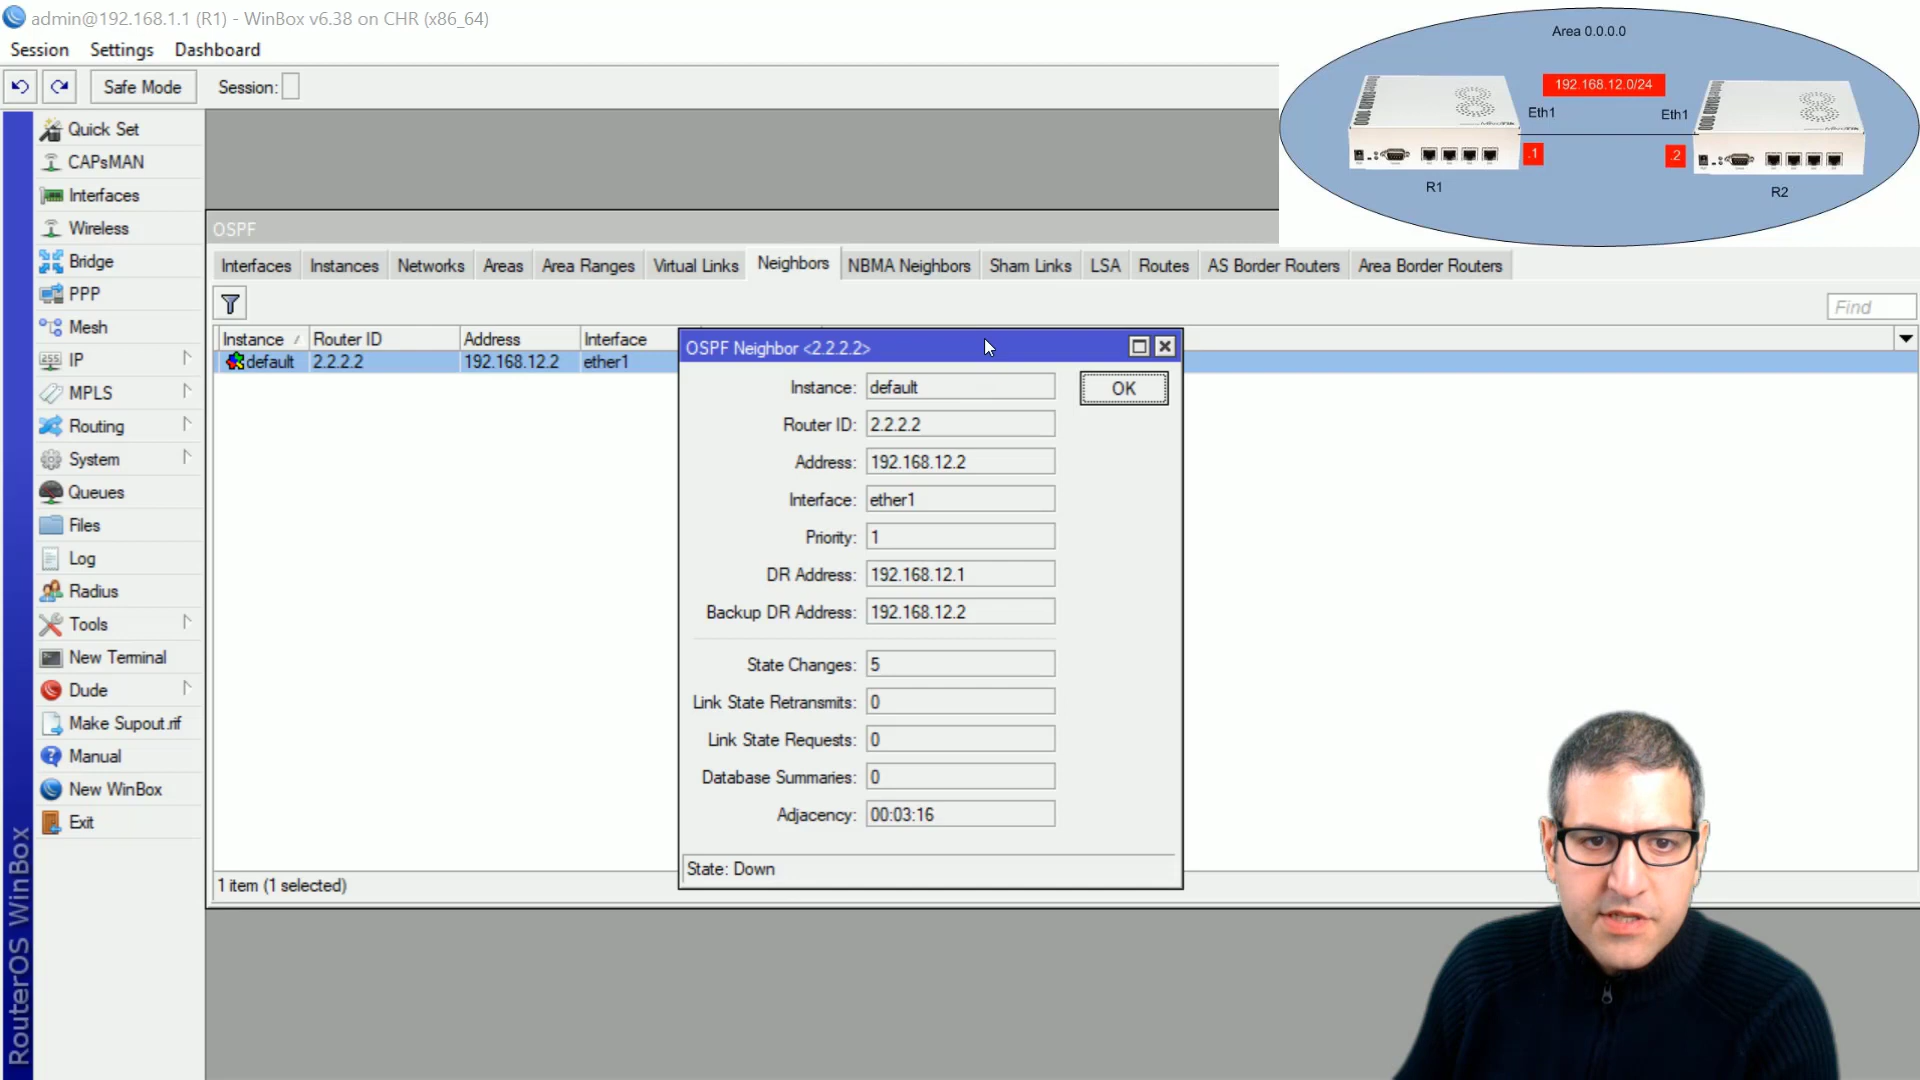 admin@192.168.1.1 (R1) - WinBox v6.38 on CHR (x86_64)
Session Settings Dashboard
Safe Mode Session:
Area 0.0.0.0
192.168.12.0/24
Eth1 Eth1
.1 .2
R1 R2
Quick Set
CAPsMAN
Interfaces
Wireless
Bridge
PPP
Mesh
IP
MPLS
Routing
System
Queues
Files
Log
Radius
Tools
New Terminal
Dude
Make Supout.rif
Manual
New WinBox
Exit
RouterOS WinBox
OSPF
Interfaces Instances Networks Areas Area Ranges Virtual Links Neighbors NBMA Neighbors Sham Links LSA Routes AS Border Routers Area Border Routers
Find
Instance Router ID Address Interface
default 2.2.2.2 192.168.12.2 ether1
OSPF Neighbor <2.2.2.2>
Instance: default OK
Router ID: 2.2.2.2
Address: 192.168.12.2
Interface: ether1
Priority: 1
DR Address: 192.168.12.1
Backup DR Address: 192.168.12.2
State Changes: 5
Link State Retransmits: 0
Link State Requests: 0
Database Summaries: 0
Adjacency: 00:03:16
State: Down
1 item (1 selected)